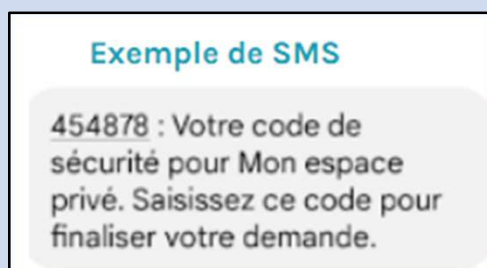 Exemple de SMS
454878 : Votre code de
sécurité pour Mon espace
privé. Saisissez ce code pour
finaliser votre demande.